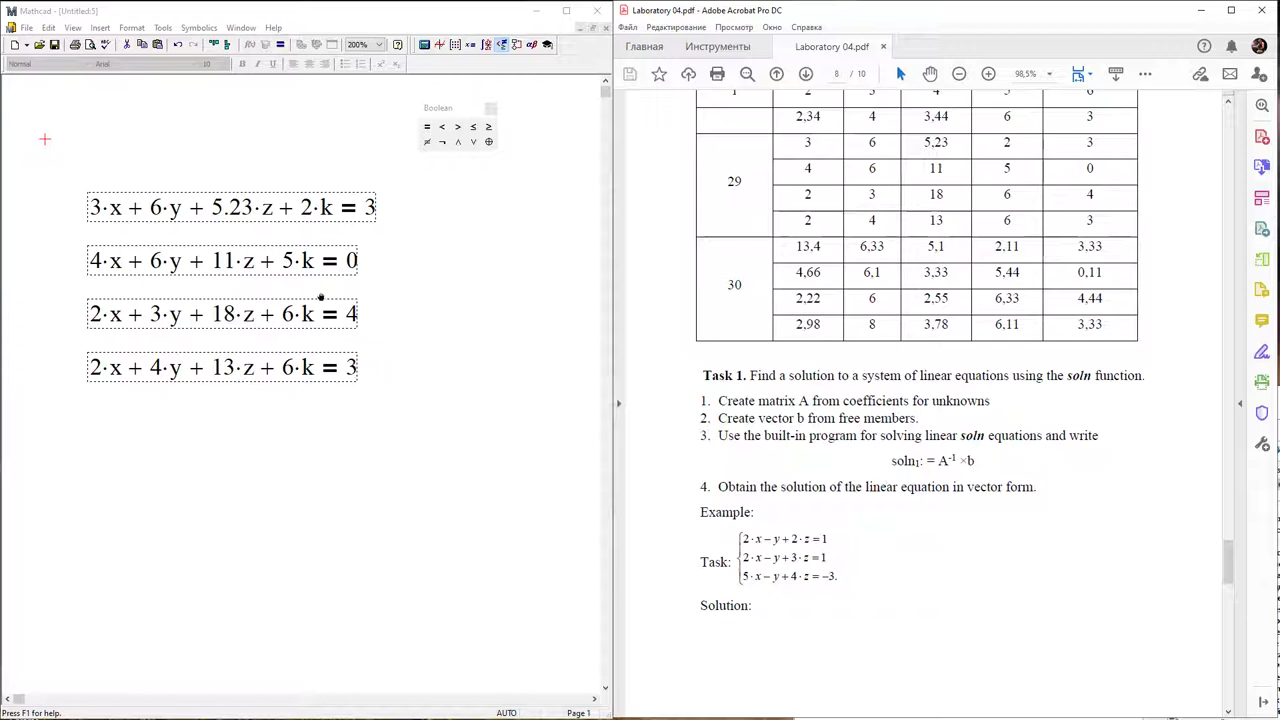 Mathcad - [Untitled:5]
File Edit View Insert Format Tools Symbolics Window Help
200%
Normal Arial 10
Boolean
= < > ≤ ≥
≠ ¬ ∧ ∨ ⊕
3·x + 6·y + 5.23·z + 2·k = 3
4·x + 6·y + 11·z + 5·k = 0
2·x + 3·y + 18·z + 6·k = 4
2·x + 4·y + 13·z + 6·k = 3
Press F1 for help. AUTO Page 1
Laboratory 04.pdf - Adobe Acrobat Pro DC
Файл Редактирование Просмотр Окно Справка
Главная Инструменты Laboratory 04.pdf ×
8 / 10 98,5%
1 2 3 4 5 6
2,34 4 3,44 6 3
3 6 5,23 2 3
4 6 11 5 0
29
2 3 18 6 4
2 4 13 6 3
13,4 6,33 5,1 2,11 3,33
4,66 6,1 3,33 5,44 0,11
30
2,22 6 2,55 6,33 4,44
2,98 8 3,78 6,11 3,33
Task 1. Find a solution to a system of linear equations using the soln function.
1. Create matrix A from coefficients for unknowns
2. Create vector b from free members.
3. Use the built-in program for solving linear soln equations and write
soln₁: = A⁻¹ ×b
4. Obtain the solution of the linear equation in vector form.
Example:
2·x − y + 2·z = 1
Task: 2·x − y + 3·z = 1
5·x − y + 4·z = −3.
Solution: